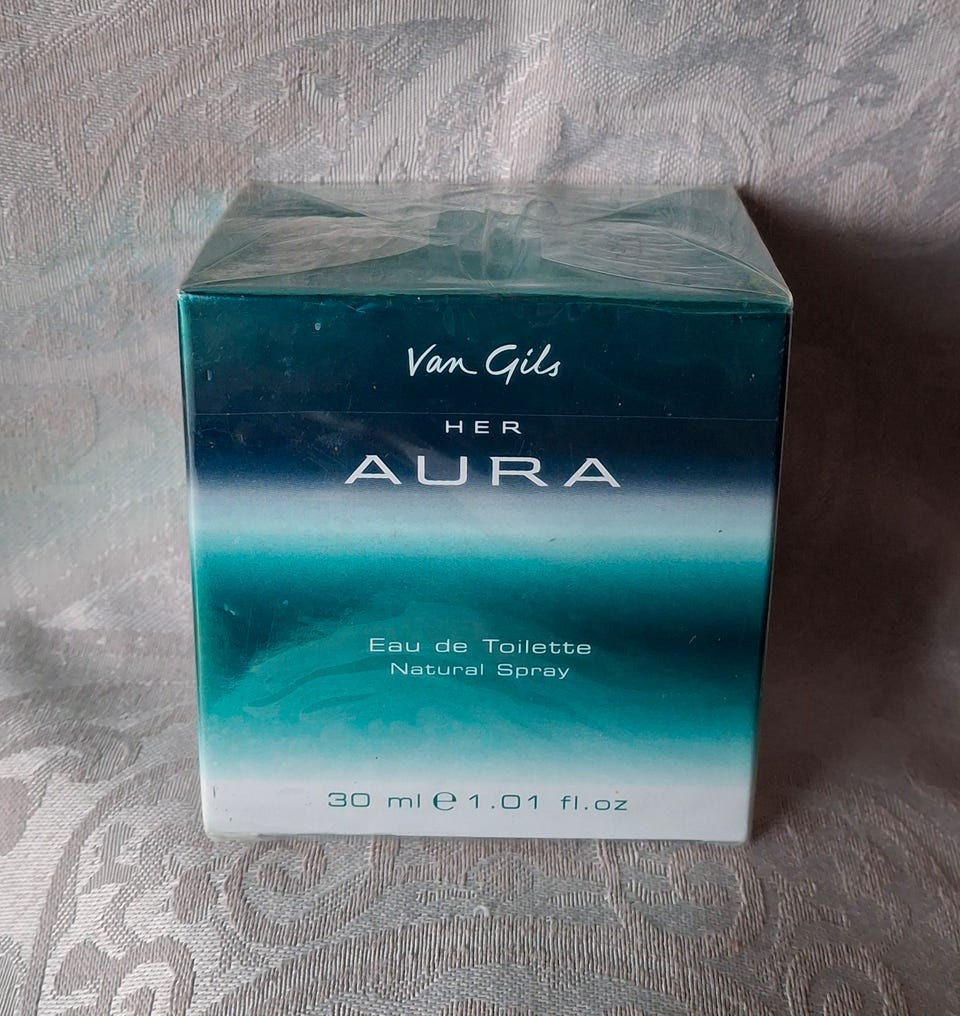 Van Gils
HER
AURA
Eau de Toilette
Natural Spray
30 ml ℮ 1.01 fl.oz